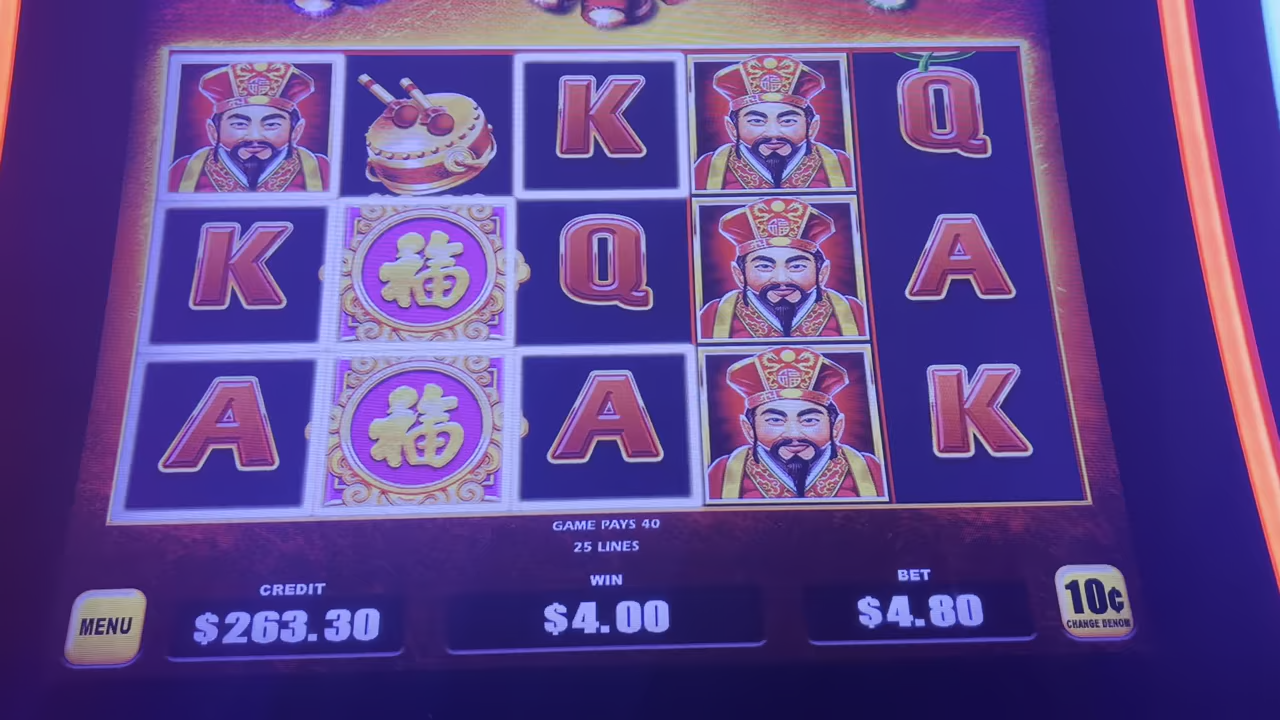 K Q
K 福 Q A
A 福 A K
GAME PAYS 40
25 LINES
CREDIT WIN BET
$263.30 $4.00 $4.80
MENU
10¢
CHANGE DENOM